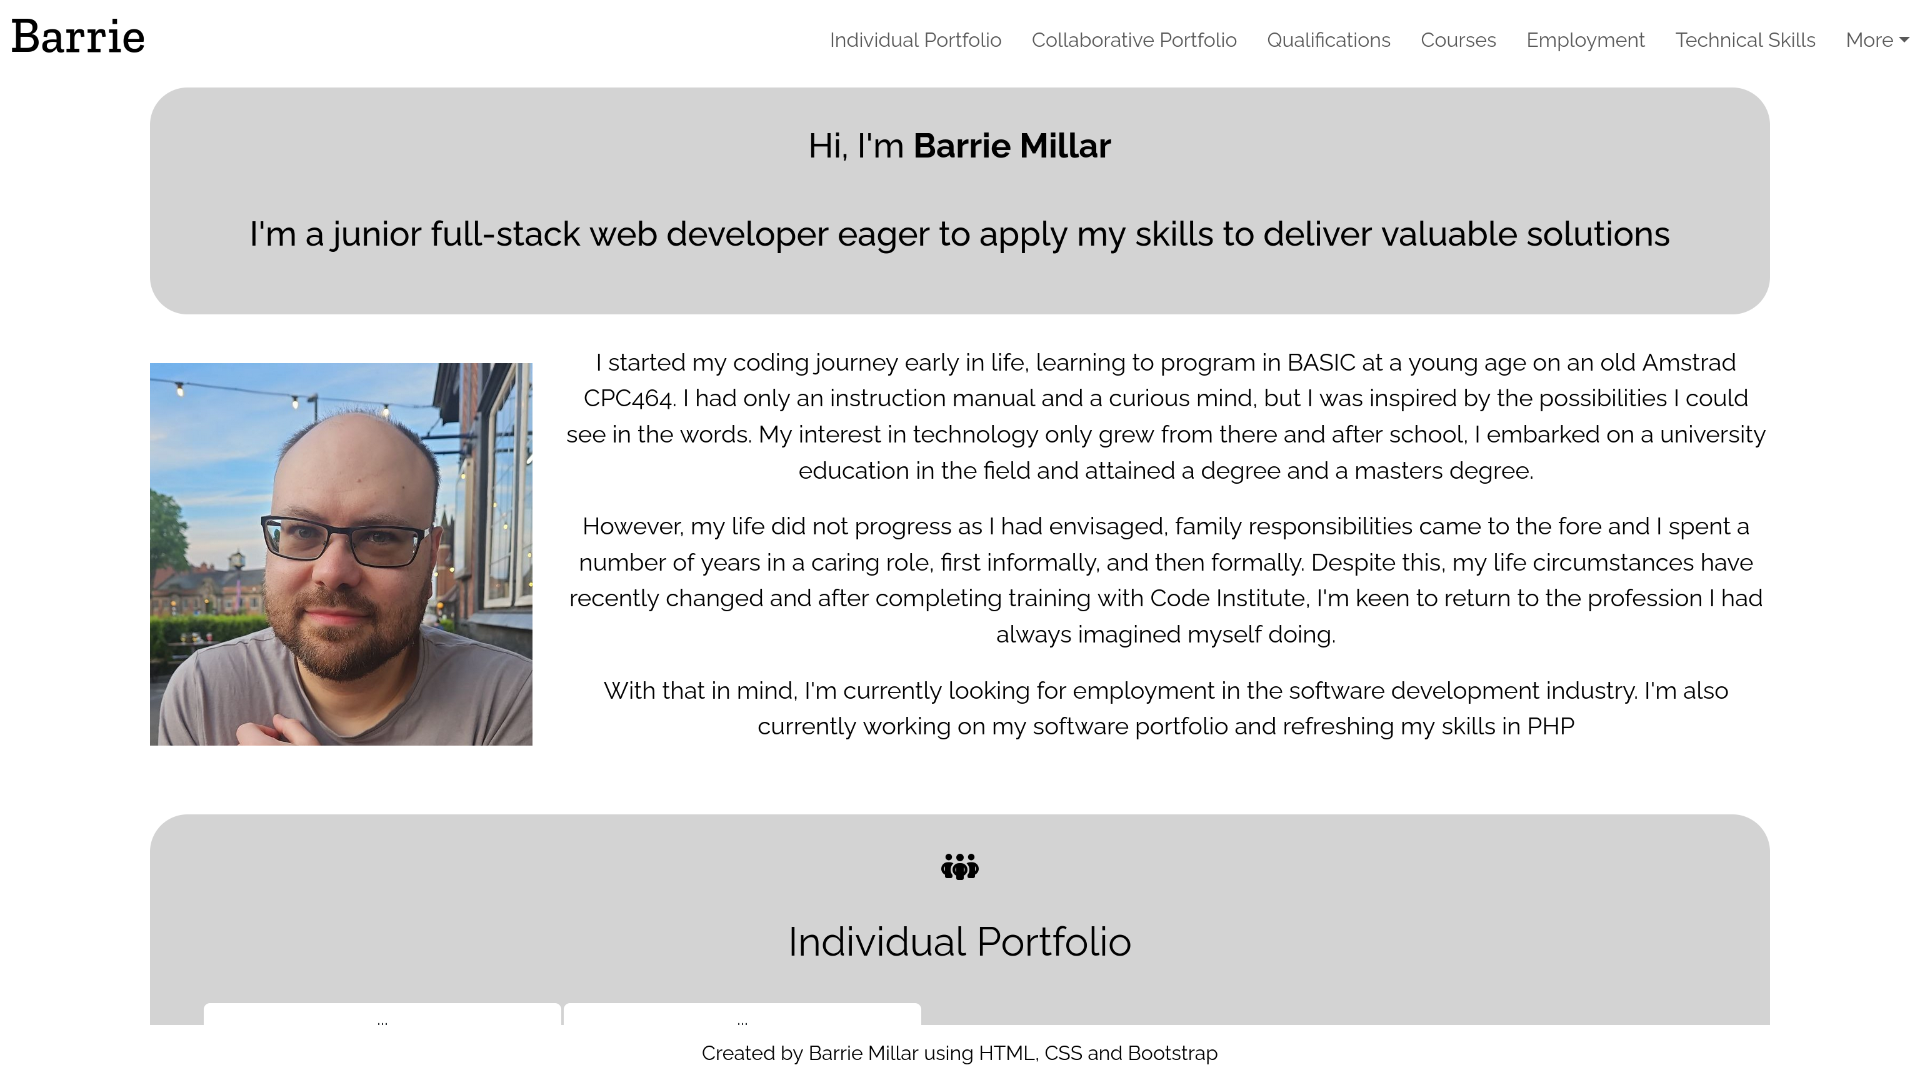 Barrie
Individual Portfolio
Collaborative Portfolio
Qualifications
Courses
Employment
Technical Skills
More
Hi, I'm Barrie Millar
I'm a junior full-stack web developer eager to apply my skills to deliver valuable solutions
I started my coding journey early in life, learning to program in BASIC at a young age on an old Amstrad
CPC464. I had only an instruction manual and a curious mind, but I was inspired by the possibilities I could
see in the words. My interest in technology only grew from there and after school, I embarked on a university
education in the field and attained a degree and a masters degree.
However, my life did not progress as I had envisaged, family responsibilities came to the fore and I spent a
number of years in a caring role, first informally, and then formally. Despite this, my life circumstances have
recently changed and after completing training with Code Institute, I'm keen to return to the profession I had
always imagined myself doing.
With that in mind, I'm currently looking for employment in the software development industry. I'm also
currently working on my software portfolio and refreshing my skills in PHP
Individual Portfolio
...
...
Created by Barrie Millar using HTML, CSS and Bootstrap